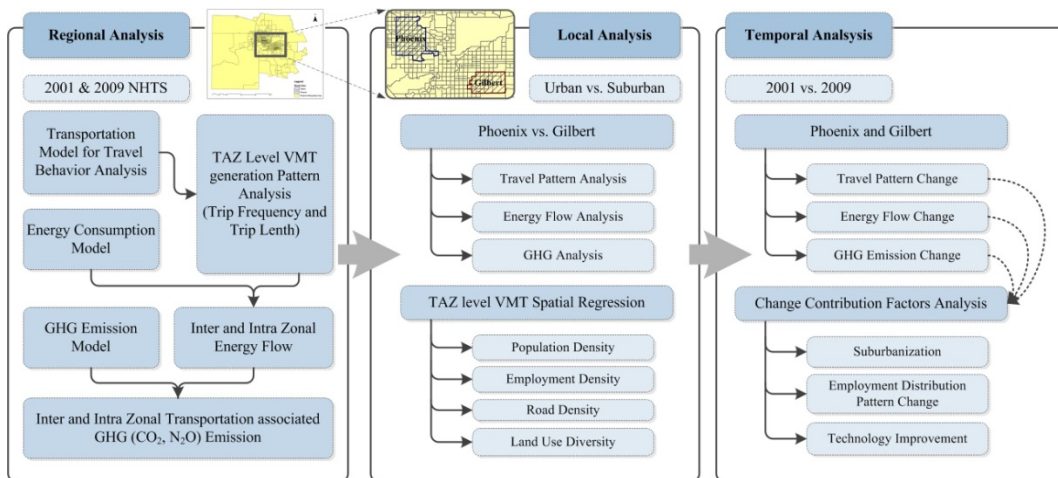 Regional Analysis
2001 & 2009 NHTS
Transportation
Model for Travel
Behavior Analysis
TAZ Level VMT
generation Pattern
Analysis
(Trip Frequency and
Trip Lenth)
Energy Consumption
Model
GHG Emission
Model
Inter and Intra Zonal
Energy Flow
Inter and Intra Zonal Transportation associated
GHG (CO₂, N₂O) Emission
Phoenix
Gilbert
Local Analysis
Urban vs. Suburban
Phoenix vs. Gilbert
Travel Pattern Analysis
Energy Flow Analysis
GHG Analysis
TAZ level VMT Spatial Regression
Population Density
Employment Density
Road Density
Land Use Diversity
Temporal Analysis
2001 vs. 2009
Phoenix and Gilbert
Travel Pattern Change
Energy Flow Change
GHG Emission Change
Change Contribution Factors Analysis
Suburbanization
Employment Distribution
Pattern Change
Technology Improvement